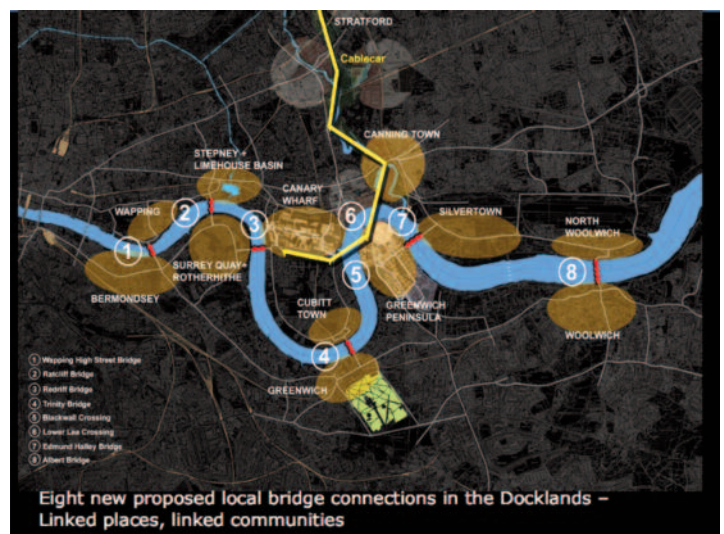 STRATFORD
Cablecar
CANNING TOWN
STEPNEY +
LIMEHOUSE BASIN
CANARY
WHARF
WAPPING
2
3
6
7
SILVERTOWN
NORTH
WOOLWICH
1
SURREY QUAY+
ROTHERHITHE
BERMONDSEY
5
8
CUBITT
TOWN
GREENWICH
PENINSULA
WOOLWICH
4
GREENWICH
1 Wapping High Street Bridge
2 Ratcliff Bridge
3 Redriff Bridge
4 Trinity Bridge
5 Blackwall Crossing
6 Lower Lea Crossing
7 Edmund Halley Bridge
8 Albert Bridge
Eight new proposed local bridge connections in the Docklands –
Linked places, linked communities